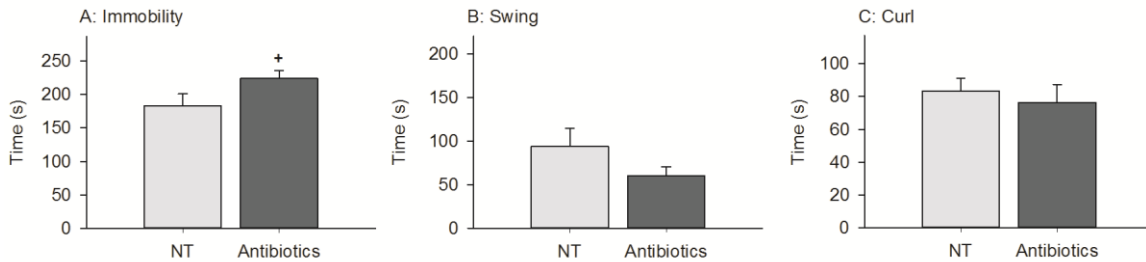 A: Immobility
Time (s)
250
200
150
100
50
0
+
NT Antibiotics
B: Swing
Time (s)
200
150
100
50
0
NT Antibiotics
C: Curl
Time (s)
100
80
60
40
20
0
NT Antibiotics